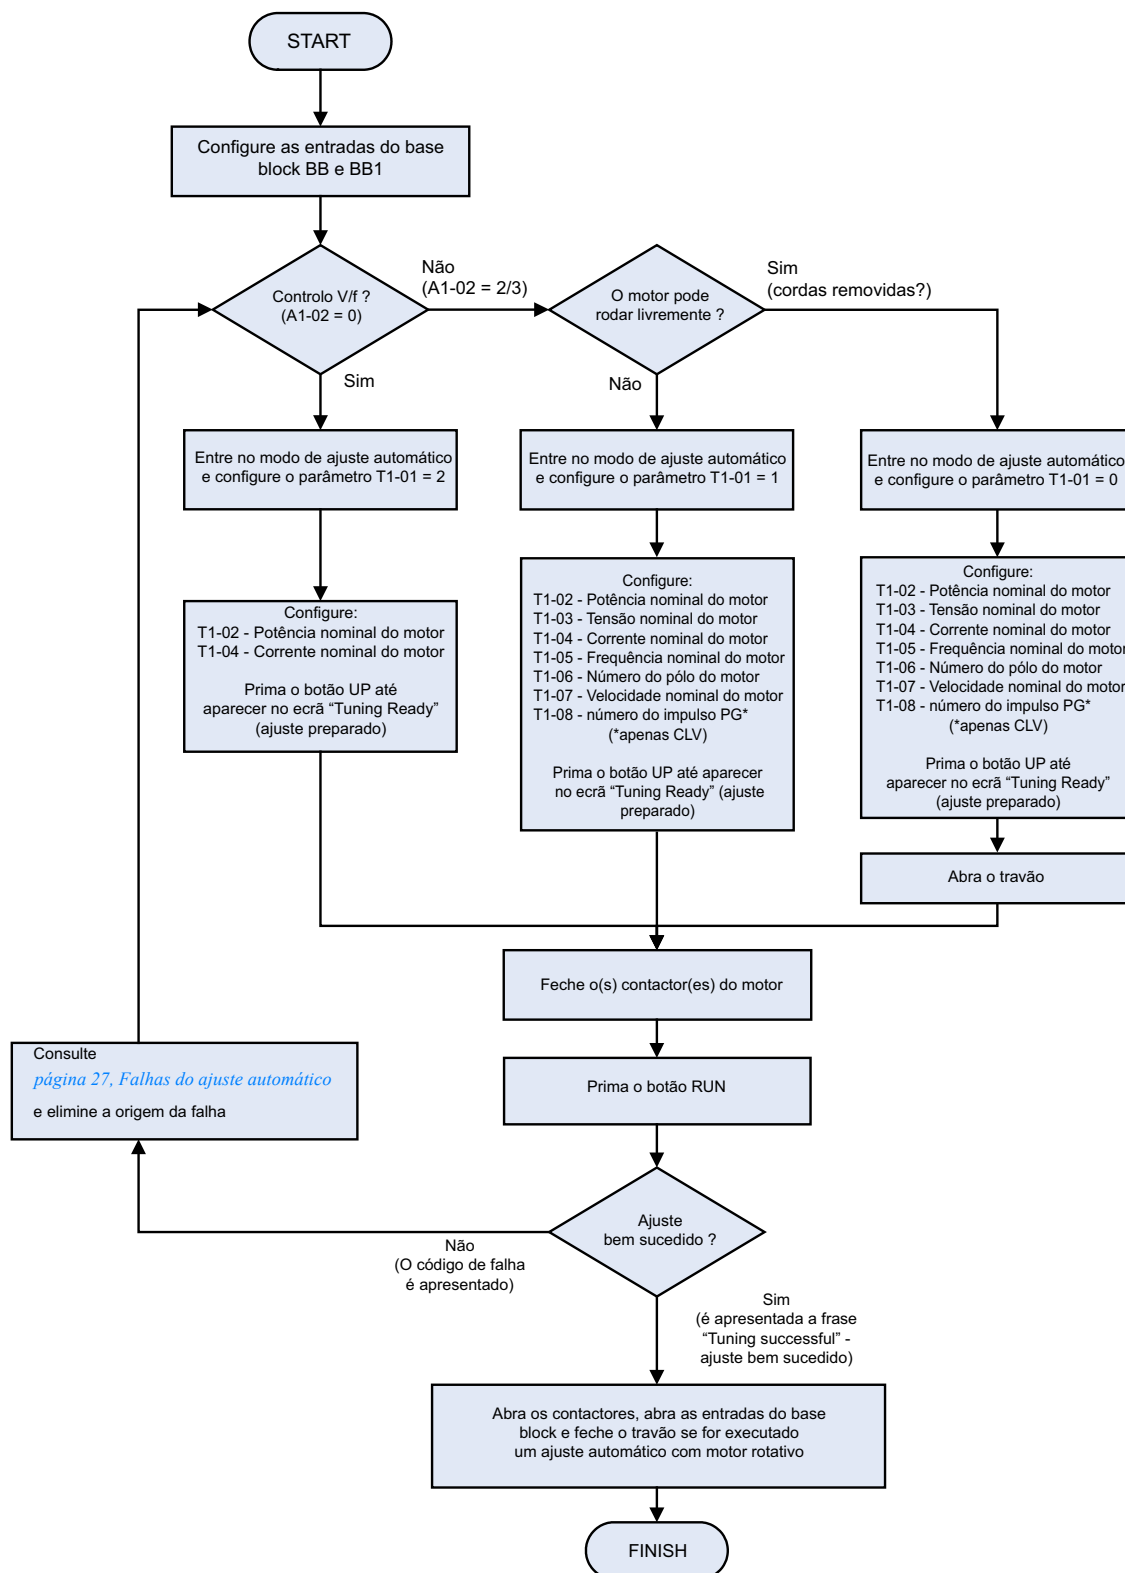 START
Configure as entradas do base
block BB e BB1
Controlo V/f ?
(A1-02 = 0)
Não
(A1-02 = 2/3)
O motor pode
rodar livremente ?
Sim
(cordas removidas?)
Sim
Não
Entre no modo de ajuste automático
e configure o parâmetro T1-01 = 2
Entre no modo de ajuste automático
e configure o parâmetro T1-01 = 1
Entre no modo de ajuste automático
e configure o parâmetro T1-01 = 0
Configure:
T1-02 - Potência nominal do motor
T1-04 - Corrente nominal do motor
Prima o botão UP até
aparecer no ecrã “Tuning Ready”
(ajuste preparado)
Configure:
T1-02 - Potência nominal do motor
T1-03 - Tensão nominal do motor
T1-04 - Corrente nominal do motor
T1-05 - Frequência nominal do motor
T1-06 - Número do pólo do motor
T1-07 - Velocidade nominal do motor
T1-08 - número do impulso PG*
(*apenas CLV)
Prima o botão UP até aparecer
no ecrã “Tuning Ready” (ajuste
preparado)
Configure:
T1-02 - Potência nominal do motor
T1-03 - Tensão nominal do motor
T1-04 - Corrente nominal do motor
T1-05 - Frequência nominal do motor
T1-06 - Número do pólo do motor
T1-07 - Velocidade nominal do motor
T1-08 - número do impulso PG*
(*apenas CLV)
Prima o botão UP até
aparecer no ecrã “Tuning Ready”
(ajuste preparado)
Abra o travão
Feche o(s) contactor(es) do motor
Prima o botão RUN
Consulte
página 27, Falhas do ajuste automático
e elimine a origem da falha
Ajuste
bem sucedido ?
Não
(O código de falha
é apresentado)
Sim
(é apresentada a frase
“Tuning successful” -
ajuste bem sucedido)
Abra os contactores, abra as entradas do base
block e feche o travão se for executado
um ajuste automático com motor rotativo
FINISH